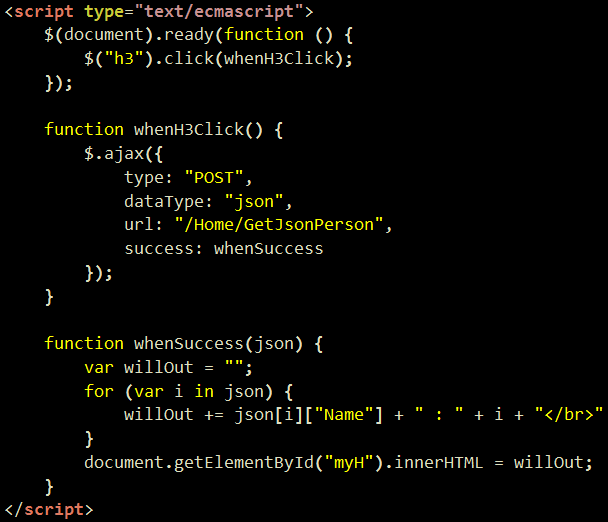 <script type="text/ecmascript">
    $(document).ready(function () {
        $("h3").click(whenH3Click);
    });

    function whenH3Click() {
        $.ajax({
            type: "POST",
            dataType: "json",
            url: "/Home/GetJsonPerson",
            success: whenSuccess
        });
    }

    function whenSuccess(json) {
        var willOut = "";
        for (var i in json) {
            willOut += json[i]["Name"] + " : " + i + "</br>"
        }
        document.getElementById("myH").innerHTML = willOut;
    }
</script>